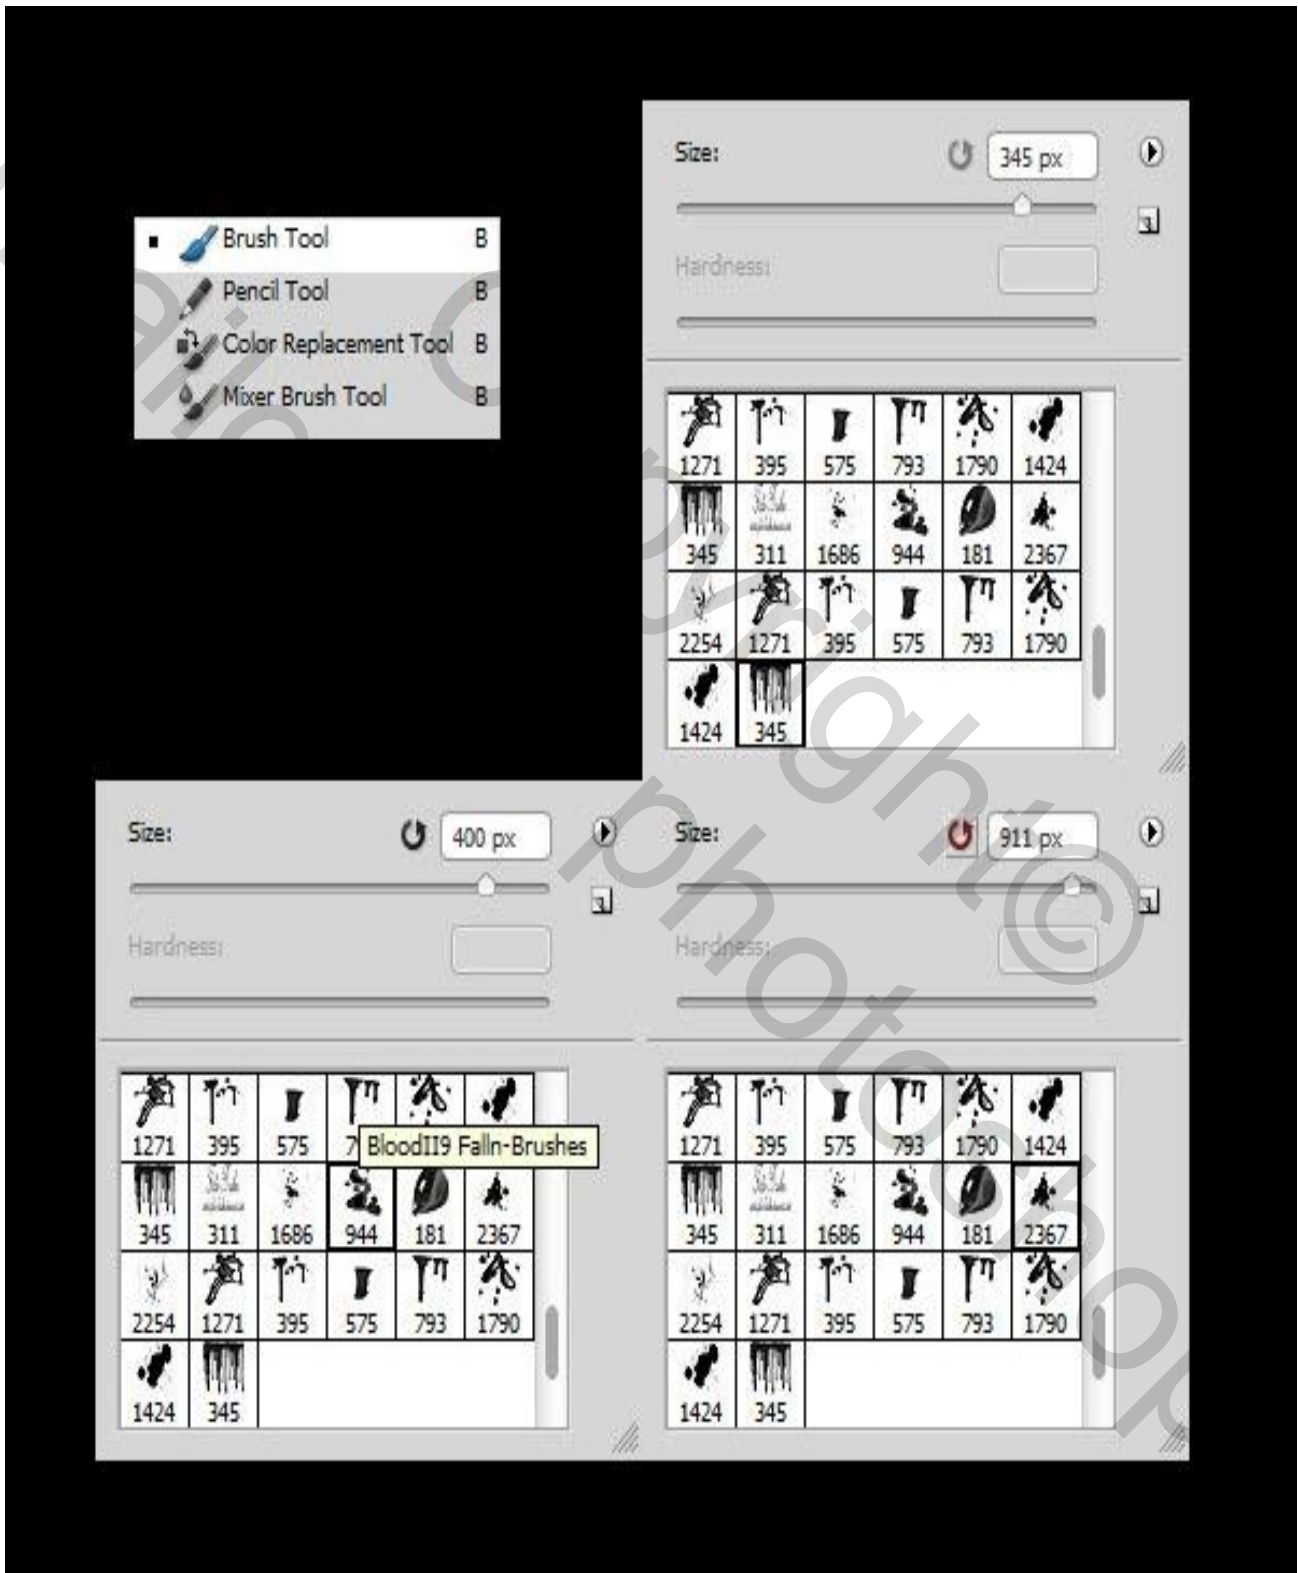 Brush Tool B
Pencil Tool B
Color Replacement Tool B
Mixer Brush Tool B
Size: 345 px
Hardness:
1271 395 575 793 1790 1424
345 311 1686 944 181 2367
2254 1271 395 575 793 1790
1424 345
Size: 400 px
Hardness:
1271 395 575
BloodII9 Falln-Brushes
345 311 1686 944 181 2367
2254 1271 395 575 793 1790
1424 345
Size: 911 px
Hardness:
1271 395 575 793 1790 1424
345 311 1686 944 181 2367
2254 1271 395 575 793 1790
1424 345
Copyright©
photoshop